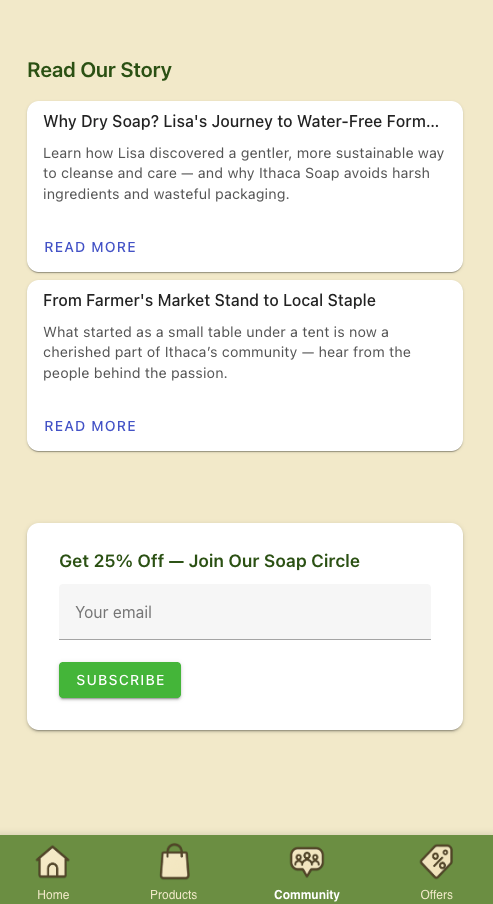 Read Our Story
Why Dry Soap? Lisa's Journey to Water-Free Form...
Learn how Lisa discovered a gentler, more sustainable way
to cleanse and care — and why Ithaca Soap avoids harsh
ingredients and wasteful packaging.
READ MORE
From Farmer's Market Stand to Local Staple
What started as a small table under a tent is now a
cherished part of Ithaca’s community — hear from the
people behind the passion.
READ MORE
Get 25% Off — Join Our Soap Circle
Your email
SUBSCRIBE
Home Products Community Offers